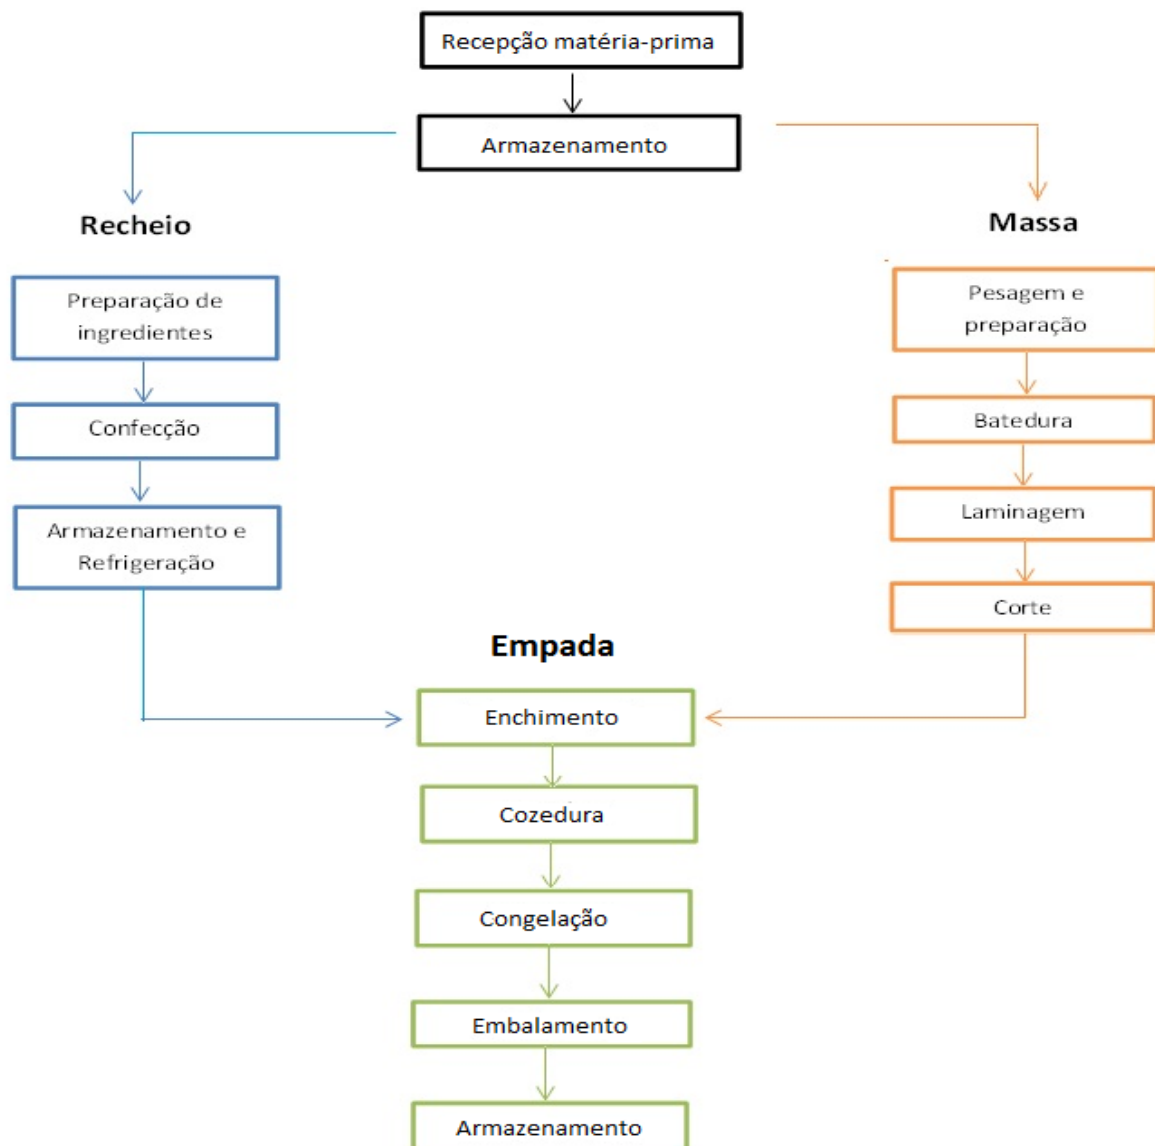 Recepção matéria-prima
Armazenamento
Recheio
Preparação de
ingredientes
Confecção
Armazenamento e
Refrigeração
Massa
Pesagem e
preparação
Batedura
Laminagem
Corte
Empada
Enchimento
Cozedura
Congelação
Embalamento
Armazenamento